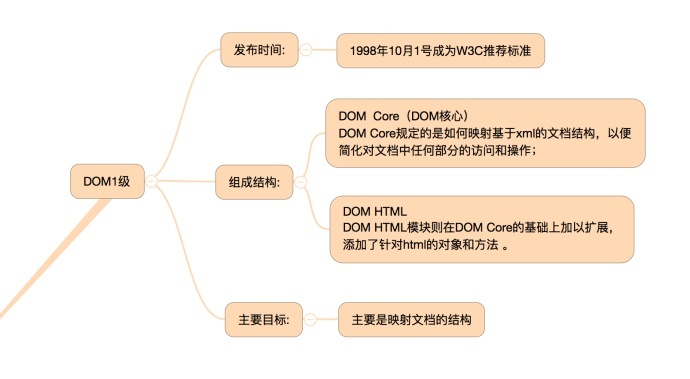 发布时间:
1998年10月1号成为W3C推荐标准
DOM Core（DOM核心）
DOM Core规定的是如何映射基于xml的文档结构，以便
简化对文档中任何部分的访问和操作；
DOM1级
组成结构:
DOM HTML
DOM HTML模块则在DOM Core的基础上加以扩展，
添加了针对html的对象和方法 。
主要目标:
主要是映射文档的结构